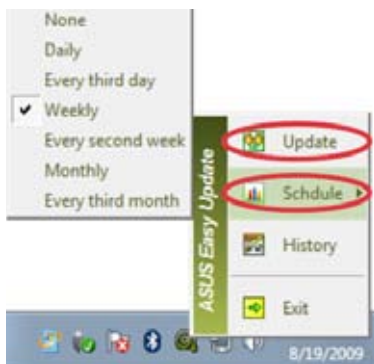 None
Daily
Every third day
Weekly
Every second week
Monthly
Every third month
ASUS Easy Update
Update
Schdule
History
Exit
8/19/2009